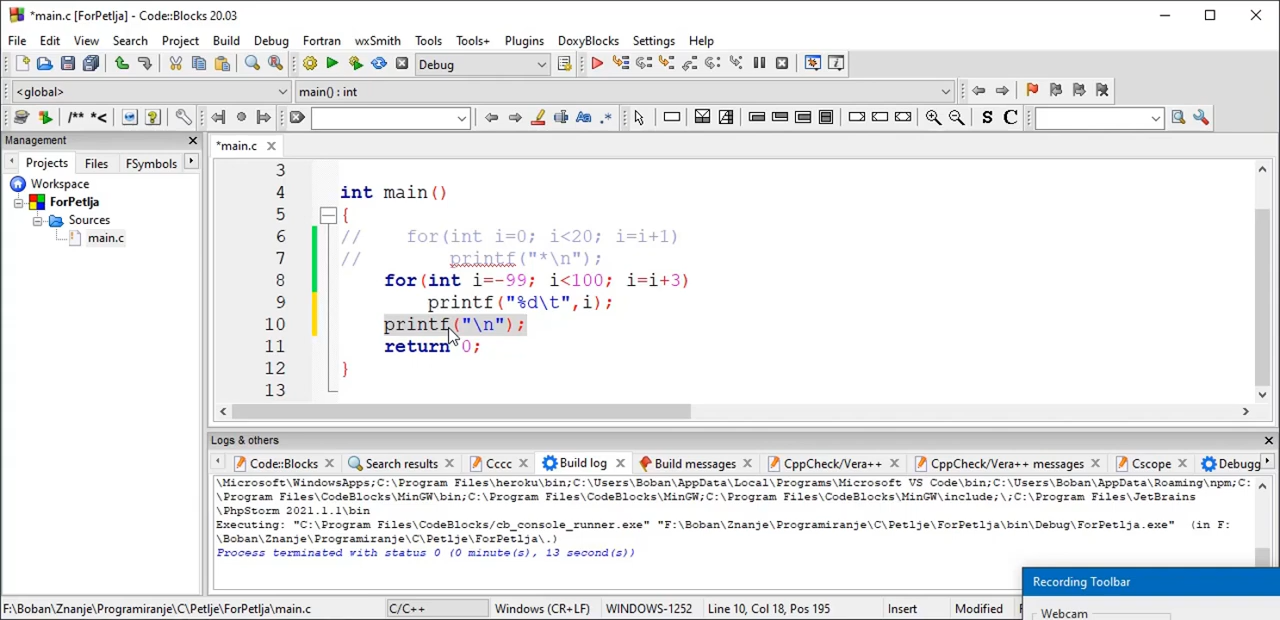 *main.c [ForPetlja] - Code::Blocks 20.03
File Edit View Search Project Build Debug Fortran wxSmith Tools Tools+ Plugins DoxyBlocks Settings Help
Debug
<global> main() : int
/** *< Aa .* S C
Management
*main.c
Projects Files FSymbols
Workspace
ForPetlja
Sources
main.c
3
4 int main()
5 {
6 // for(int i=0; i<20; i=i+1)
7 // printf("*\n");
8 for(int i=-99; i<100; i=i+3)
9 printf("%d\t",i);
10 printf("\n");
11 return 0;
12 }
13
Logs & others
Code::Blocks Search results Cccc Build log Build messages CppCheck/Vera++ CppCheck/Vera++ messages Cscope Debugg
\Microsoft\WindowsApps;C:\Program Files\heroku\bin;C:\Users\Boban\AppData\Local\Programs\Microsoft VS Code\bin;C:\Users\Boban\AppData\Roaming\npm;C:
\Program Files\CodeBlocks\MinGW\bin;C:\Program Files\CodeBlocks\MinGW;C:\Program Files\CodeBlocks\MinGW\include;\;C:\Program Files\JetBrains
\PhpStorm 2021.1.1\bin
Executing: "C:\Program Files\CodeBlocks/cb_console_runner.exe" "F:\Boban\Znanje\Programiranje\C\Petlje\ForPetlja\bin\Debug\ForPetlja.exe" (in F:
\Boban\Znanje\Programiranje\C\Petlje\ForPetlja\.)
Process terminated with status 0 (0 minute(s), 13 second(s))
Recording Toolbar
Webcam
F:\Boban\Znanje\Programiranje\C\Petlje\ForPetlja\main.c C/C++ Windows (CR+LF) WINDOWS-1252 Line 10, Col 18, Pos 195 Insert Modified